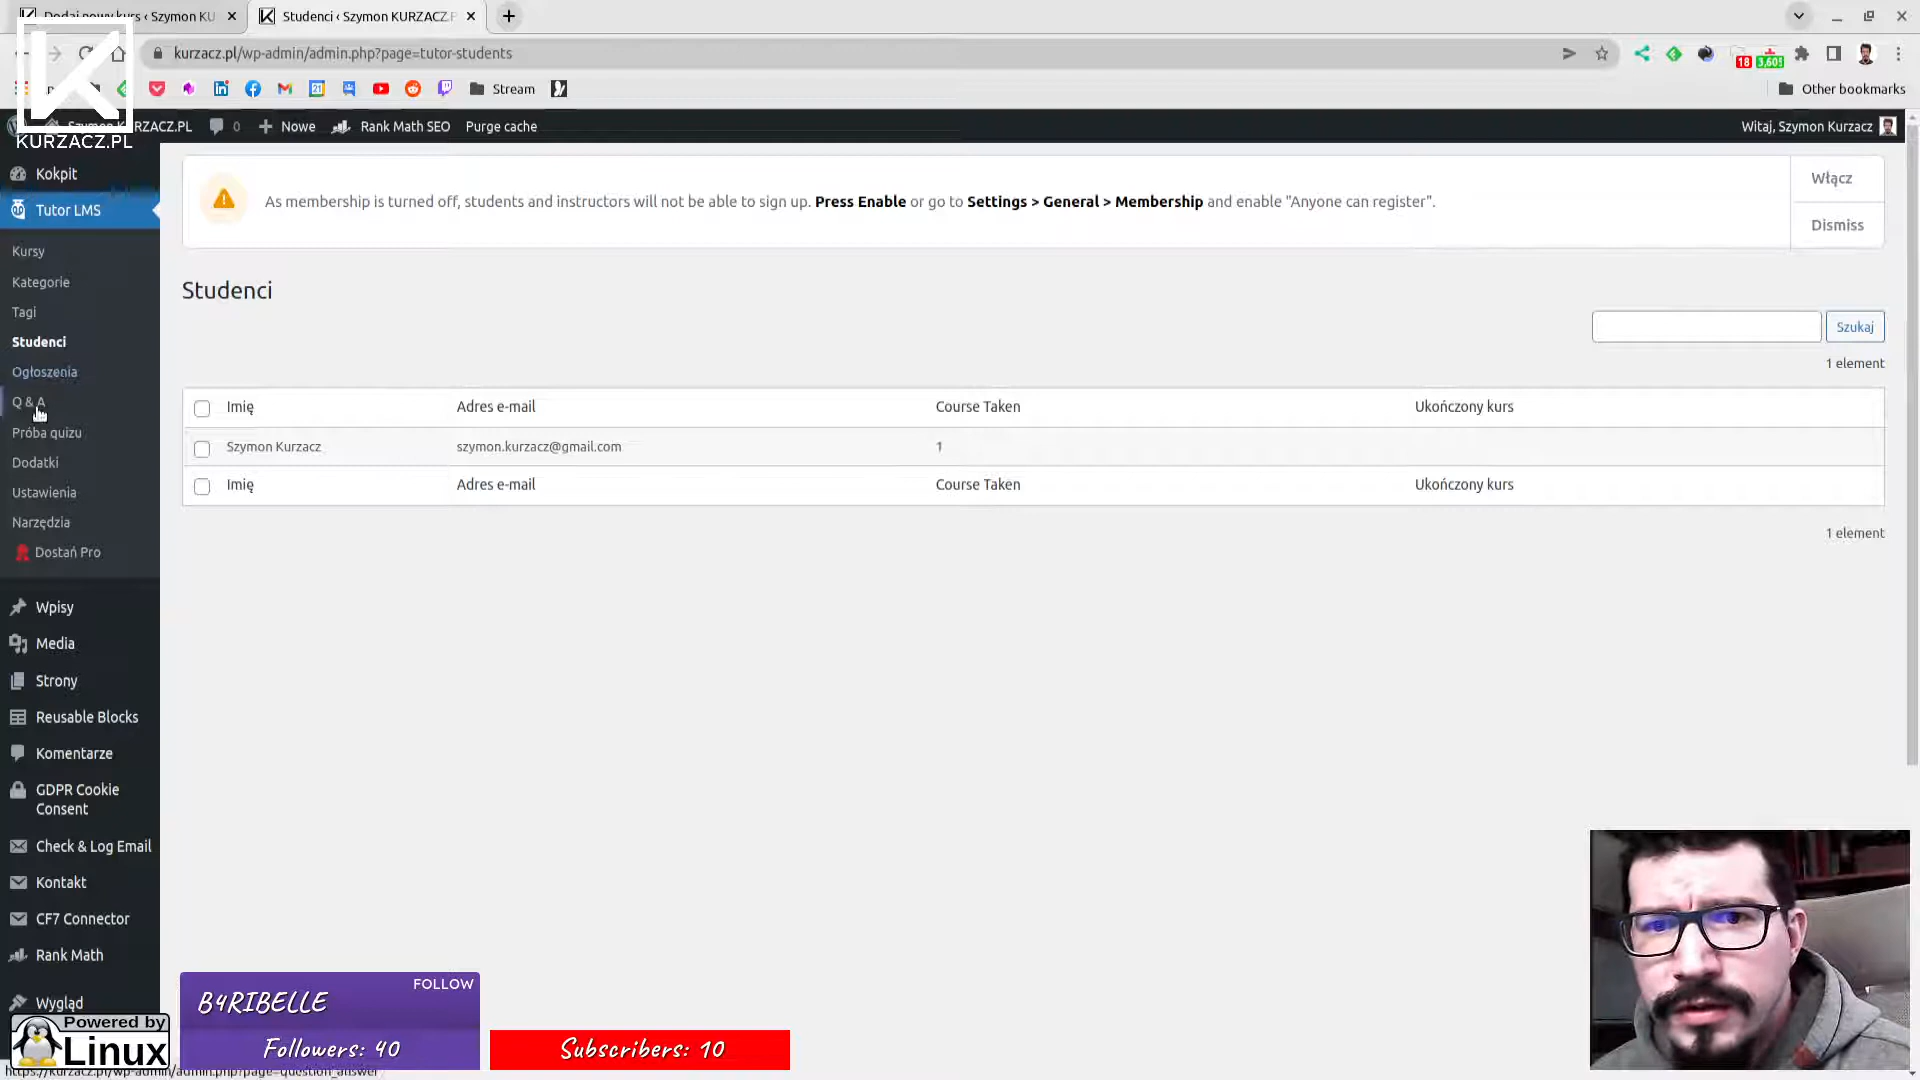 Dodaj nowy kurs ‹ Szymon KU
Studenci ‹ Szymon KURZACZ.P
kurzacz.pl/wp-admin/admin.php?page=tutor-students
18
3,605
Stream
Other bookmarks
KURZACZ.PL
Szymon KURZACZ.PL
0
Nowe
Rank Math SEO
Purge cache
Witaj, Szymon Kurzacz
Kokpit
Tutor LMS
Kursy
Kategorie
Tagi
Studenci
Ogłoszenia
Q & A
Próba quizu
Dodatki
Ustawienia
Narzędzia
Dostań Pro
Wpisy
Media
Strony
Reusable Blocks
Komentarze
GDPR Cookie
Consent
Check & Log Email
Kontakt
CF7 Connector
Rank Math
Wygląd
As membership is turned off, students and instructors will not be able to sign up. Press Enable or go to Settings > General > Membership and enable "Anyone can register".
Włącz
Dismiss
Studenci
Szukaj
1 element
Imię Adres e-mail Course Taken Ukończony kurs
Szymon Kurzacz szymon.kurzacz@gmail.com 1
Imię Adres e-mail Course Taken Ukończony kurs
1 element
Powered by
Linux
FOLLOW
B4RIBELLE
Followers: 40
Subscribers: 10
https://kurzacz.pl/wp-admin/admin.php?page=question_answer